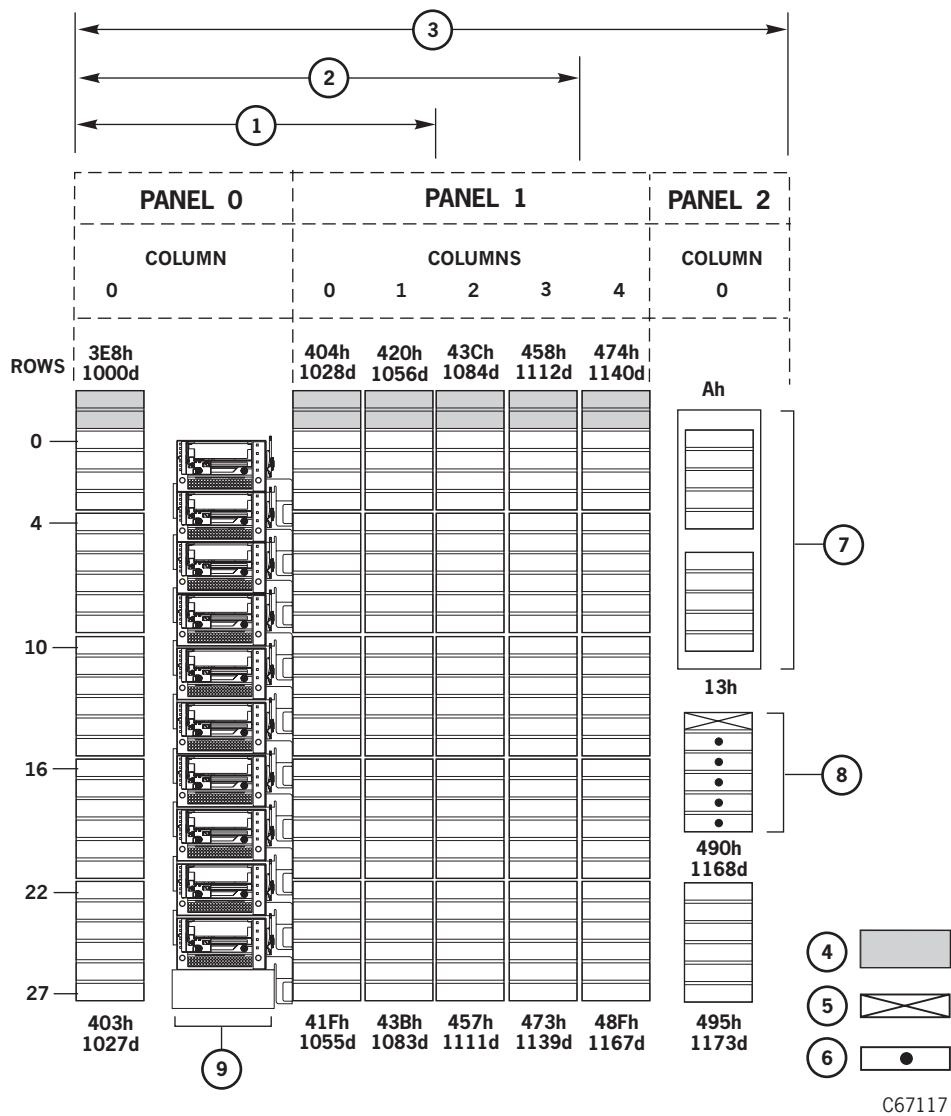 3
2
1
PANEL 0 PANEL 1 PANEL 2
COLUMN COLUMNS COLUMN
0 0 1 2 3 4 0
ROWS
3E8h 404h 420h 43Ch 458h 474h
1000d 1028d 1056d 1084d 1112d 1140d
Ah
0
4
7
10
13h
16
8
490h
1168d
22
4
5
27
403h 41Fh 43Bh 457h 473h 48Fh 495h
1027d 1055d 1083d 1111d 1139d 1167d 1173d
6
9
C67117